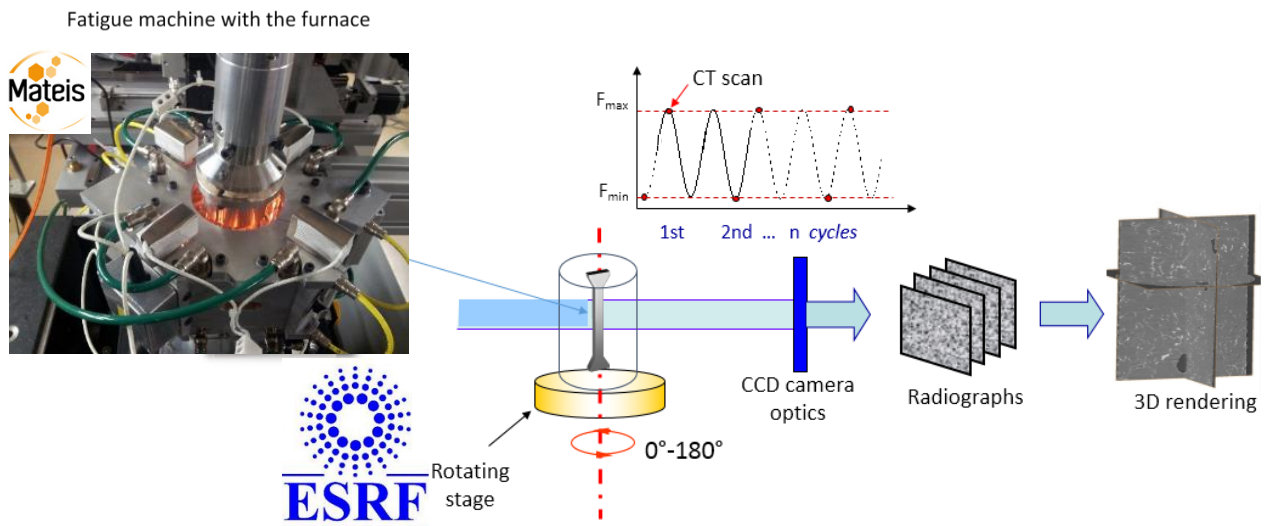 Fatigue machine with the furnace
Mateis
CT scan
Fmax
Fmin
1st 2nd ... n cycles
CCD camera
optics
Radiographs
3D rendering
0°-180°
Rotating
stage
ESRF